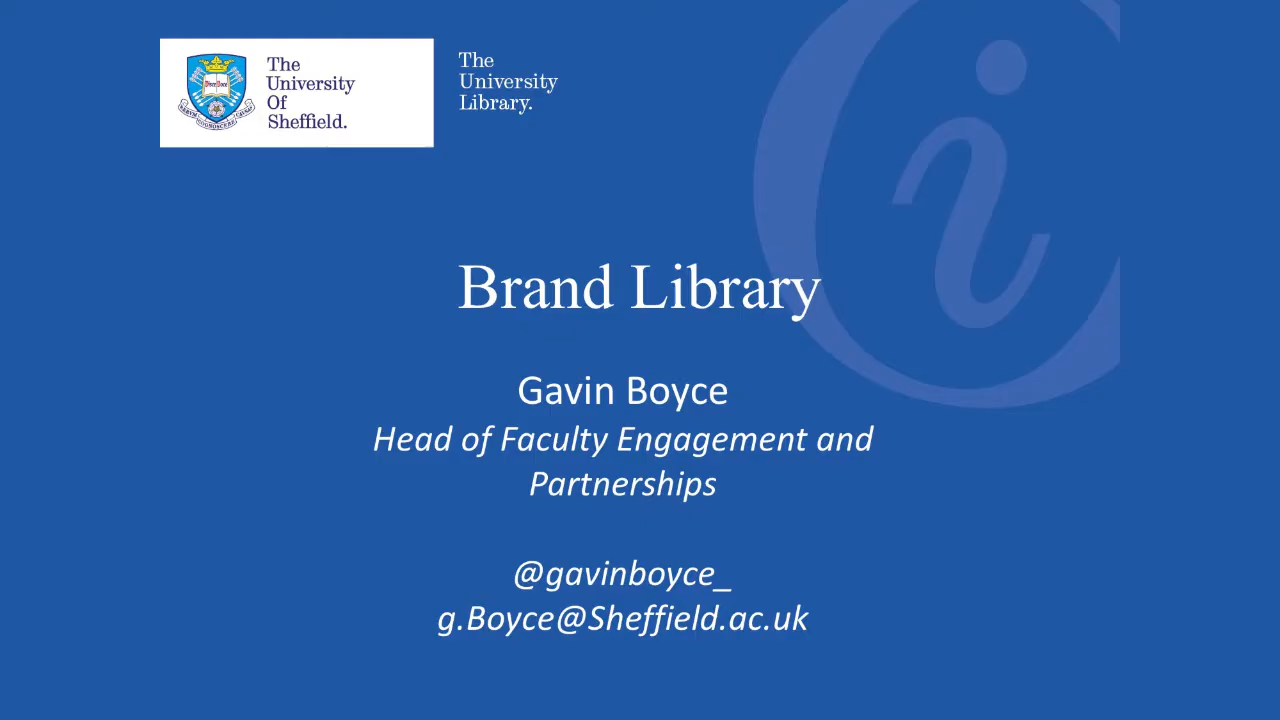 The
University
Of
Sheffield.
The
University
Library.
Brand Library
Gavin Boyce
Head of Faculty Engagement and
Partnerships
@gavinboyce_
g.Boyce@Sheffield.ac.uk